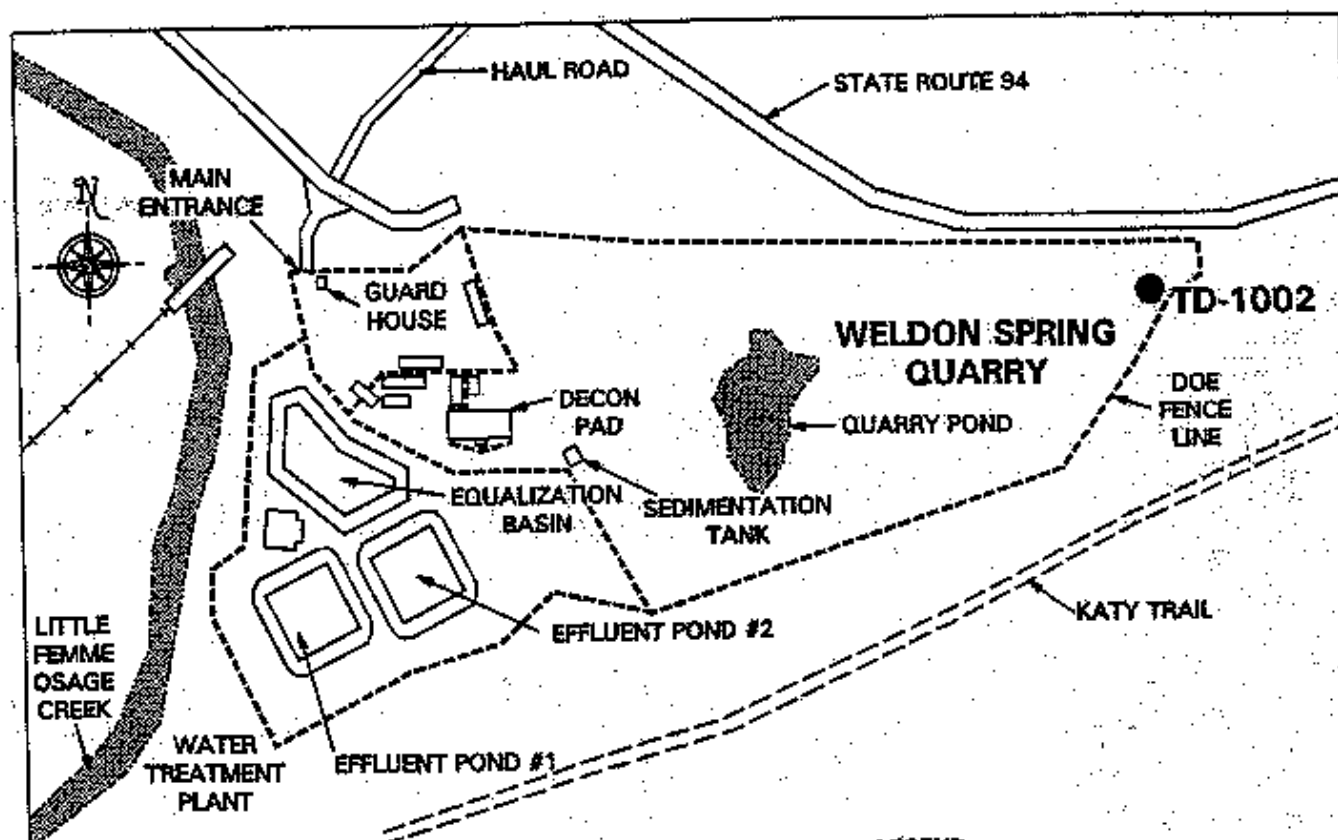 HAUL ROAD
STATE ROUTE 94
MAIN
ENTRANCE
N
GUARD
HOUSE
TD-1002
WELDON SPRING
QUARRY
DOE
FENCE
LINE
DECON
PAD
QUARRY POND
EQUALIZATION
BASIN
SEDIMENTATION
TANK
KATY TRAIL
EFFLUENT POND #2
LITTLE
FEMME
OSAGE
CREEK
WATER
TREATMENT
PLANT
EFFLUENT POND #1